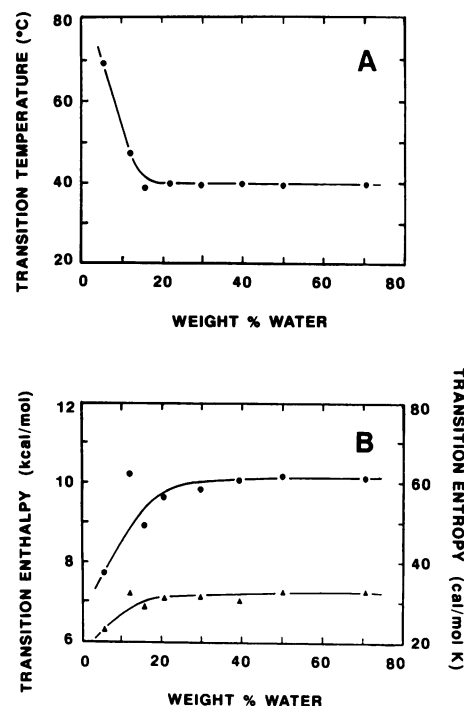 80
A
60
40
20
0 20 40 60 80
TRANSITION TEMPERATURE (°C)
WEIGHT % WATER
12
B
10
8
6
80
60
40
20
0 20 40 60 80
TRANSITION ENTHALPY (kcal/mol)
TRANSITION ENTROPY (cal/mol K)
WEIGHT % WATER